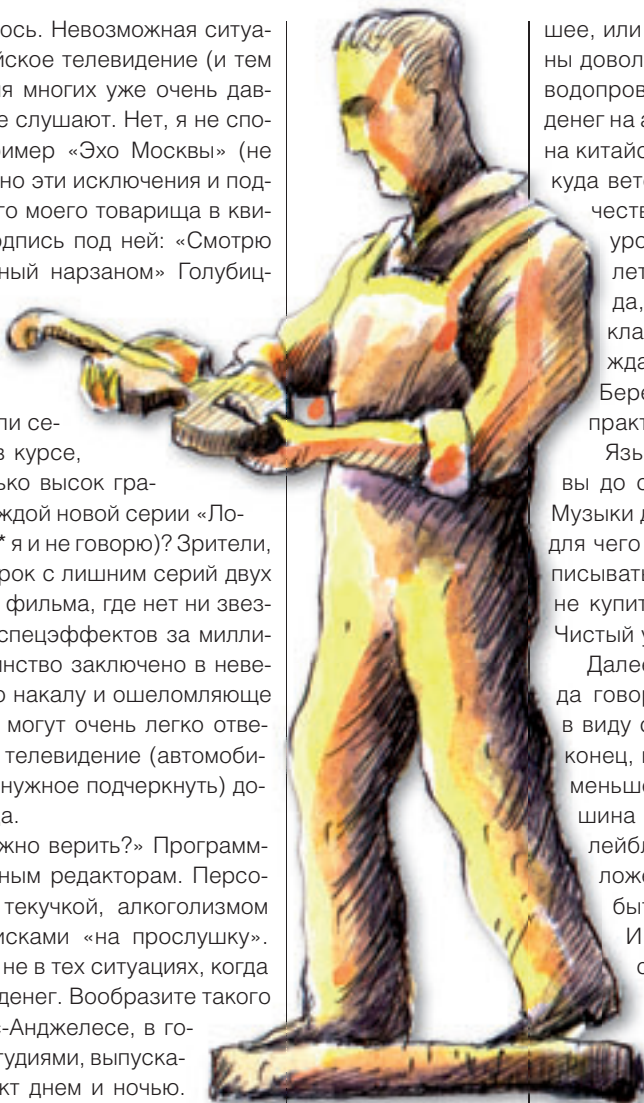 ось. Невозможная ситуа-
йское телевидение (и тем
я многих уже очень дав-
е слушают. Нет, я не спо-
ример «Эхо Москвы» (не
но эти исключения и под-
го моего товарища в кви-
одпись под ней: «Смотрю
ный нарзаном» Голубиц-
ли се-
в курсе,
ько высок гра-
ждой новой серии «Ло-
* я и не говорю)? Зрители,
рок с лишним серий двух
фильма, где нет ни звез-
спецэффектов за милли-
инство заключено в неве-
о накалу и ошеломляюще
могут очень легко отве-
телевидение (автомоби-
нужное подчеркнуть) до-
а.
жно верить?» Программ-
ным редакторам. Персо-
текучкой, алкоголизмом
исками «на прослушку».
не в тех ситуациях, когда
денег. Вообразите такого
с-Анджелесе, в го-
тудиями, выпуска-
кт днем и ночью.
шее, или
ны довол
водопров
денег на а
на китайс
куда вето
честв
уро
лет
да,
кла
жда
Бере
практ
Язы
вы до с
Музыки д
для чего
писывать
не купит
Чистый у
Далее
да говор
в виду с
конец, к
меньше
шина
лейбл
ложе
быт
И
с